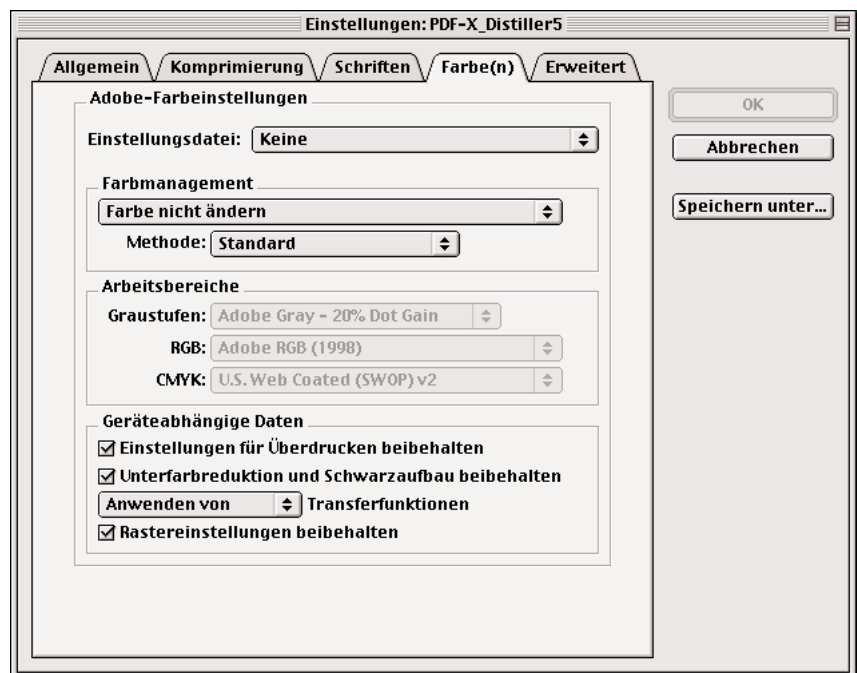 Einstellungen: PDF-X_Distiller5
Allgemein Komprimierung Schriften Farbe(n) Erweitert
Adobe-Farbeinstellungen
Einstellungsdatei: Keine
Farbmanagement
Farbe nicht ändern
Methode: Standard
Arbeitsbereiche
Graustufen: Adobe Gray - 20% Dot Gain
RGB: Adobe RGB (1998)
CMYK: U.S. Web Coated (SWOP) v2
Geräteabhängige Daten
Einstellungen für Überdrucken beibehalten
Unterfarbreduktion und Schwarzaufbau beibehalten
Anwenden von Transferfunktionen
Rastereinstellungen beibehalten
OK
Abbrechen
Speichern unter...